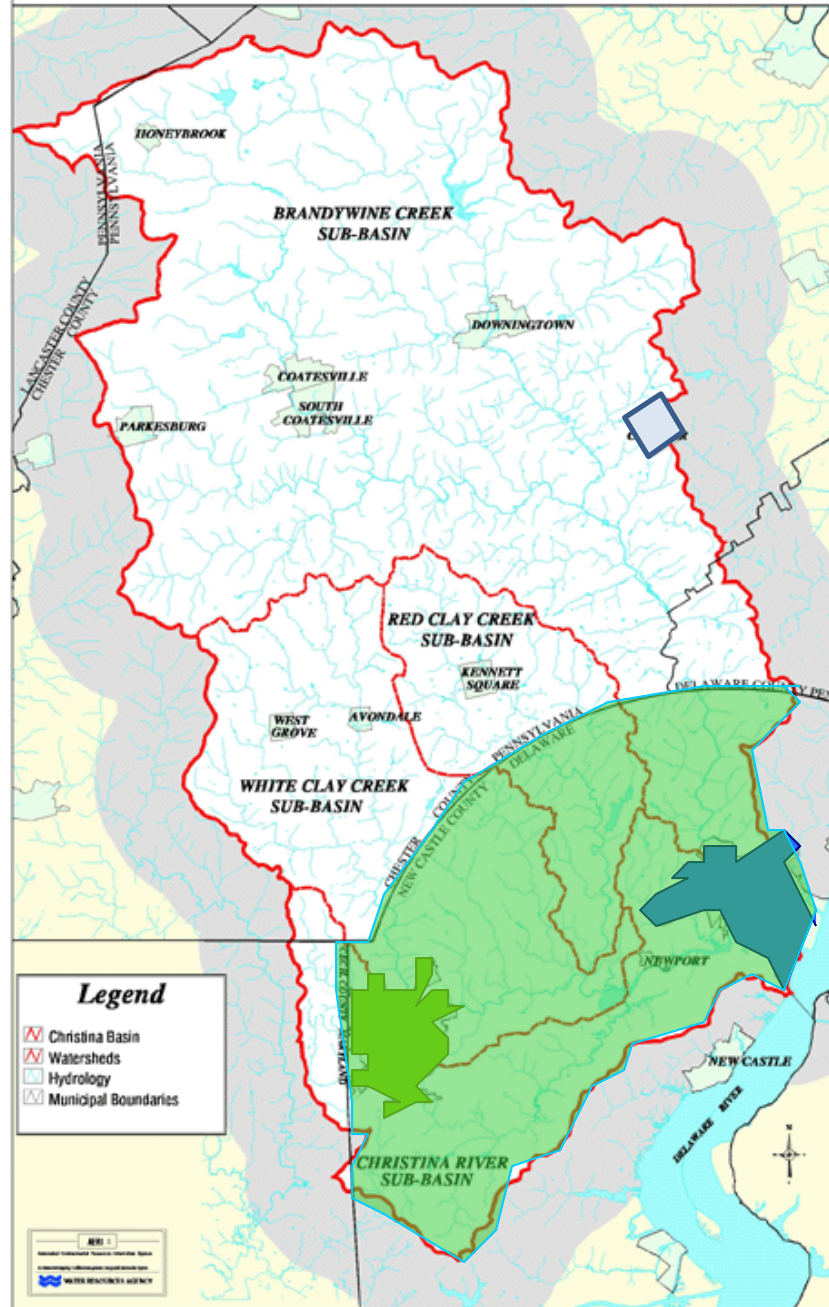 HONEYBROOK
PENNSYLVANIA
PENNSYLVANIA
BRANDYWINE CREEK
SUB-BASIN
LANCASTER COUNTY
CHESTER COUNTY
DOWNINGTOWN
COATESVILLE
SOUTH
COATESVILLE
PARKESBURG
RED CLAY CREEK
SUB-BASIN
KENNETT
SQUARE
DELAWARE COUNTY
WEST
GROVE
AVONDALE
PENNSYLVANIA
DELAWARE
WHITE CLAY CREEK
SUB-BASIN
CHESTER COUNTY
NEW CASTLE COUNTY
NEWPORT
NEW CASTLE
DELAWARE RIVER
CHRISTINA RIVER
SUB-BASIN
Legend
Christina Basin
Watersheds
Hydrology
Municipal Boundaries
N
WATER RESOURCES AGENCY